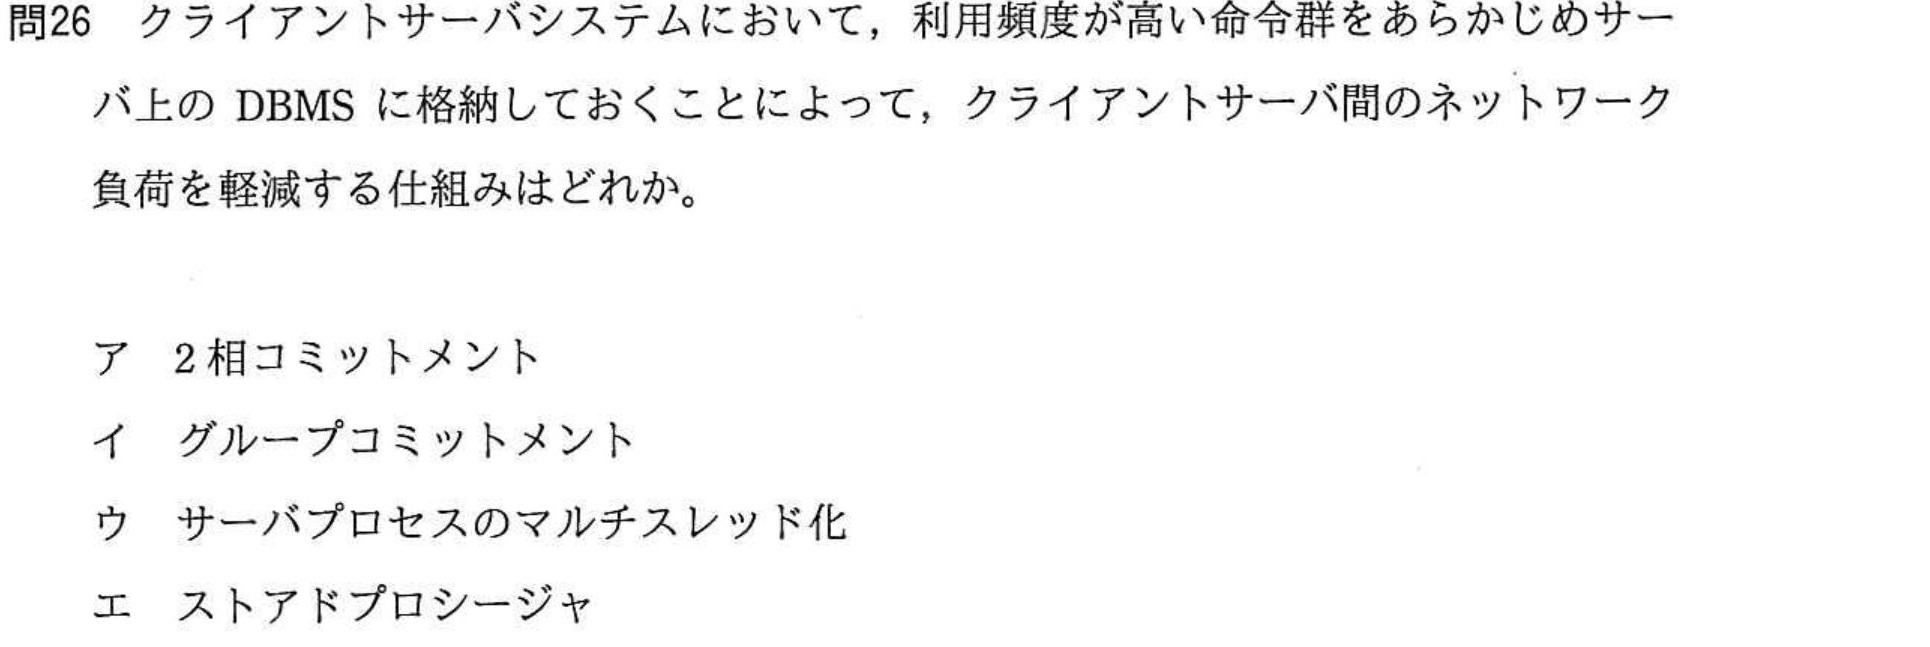 問26 クライアントサーバシステムにおいて，利用頻度が高い命令群をあらかじめサー
バ上の DBMS に格納しておくことによって，クライアントサーバ間のネットワーク
負荷を軽減する仕組みはどれか。
ア 2相コミットメント
イ グループコミットメント
ウ サーバプロセスのマルチスレッド化
エ ストアドプロシージャ